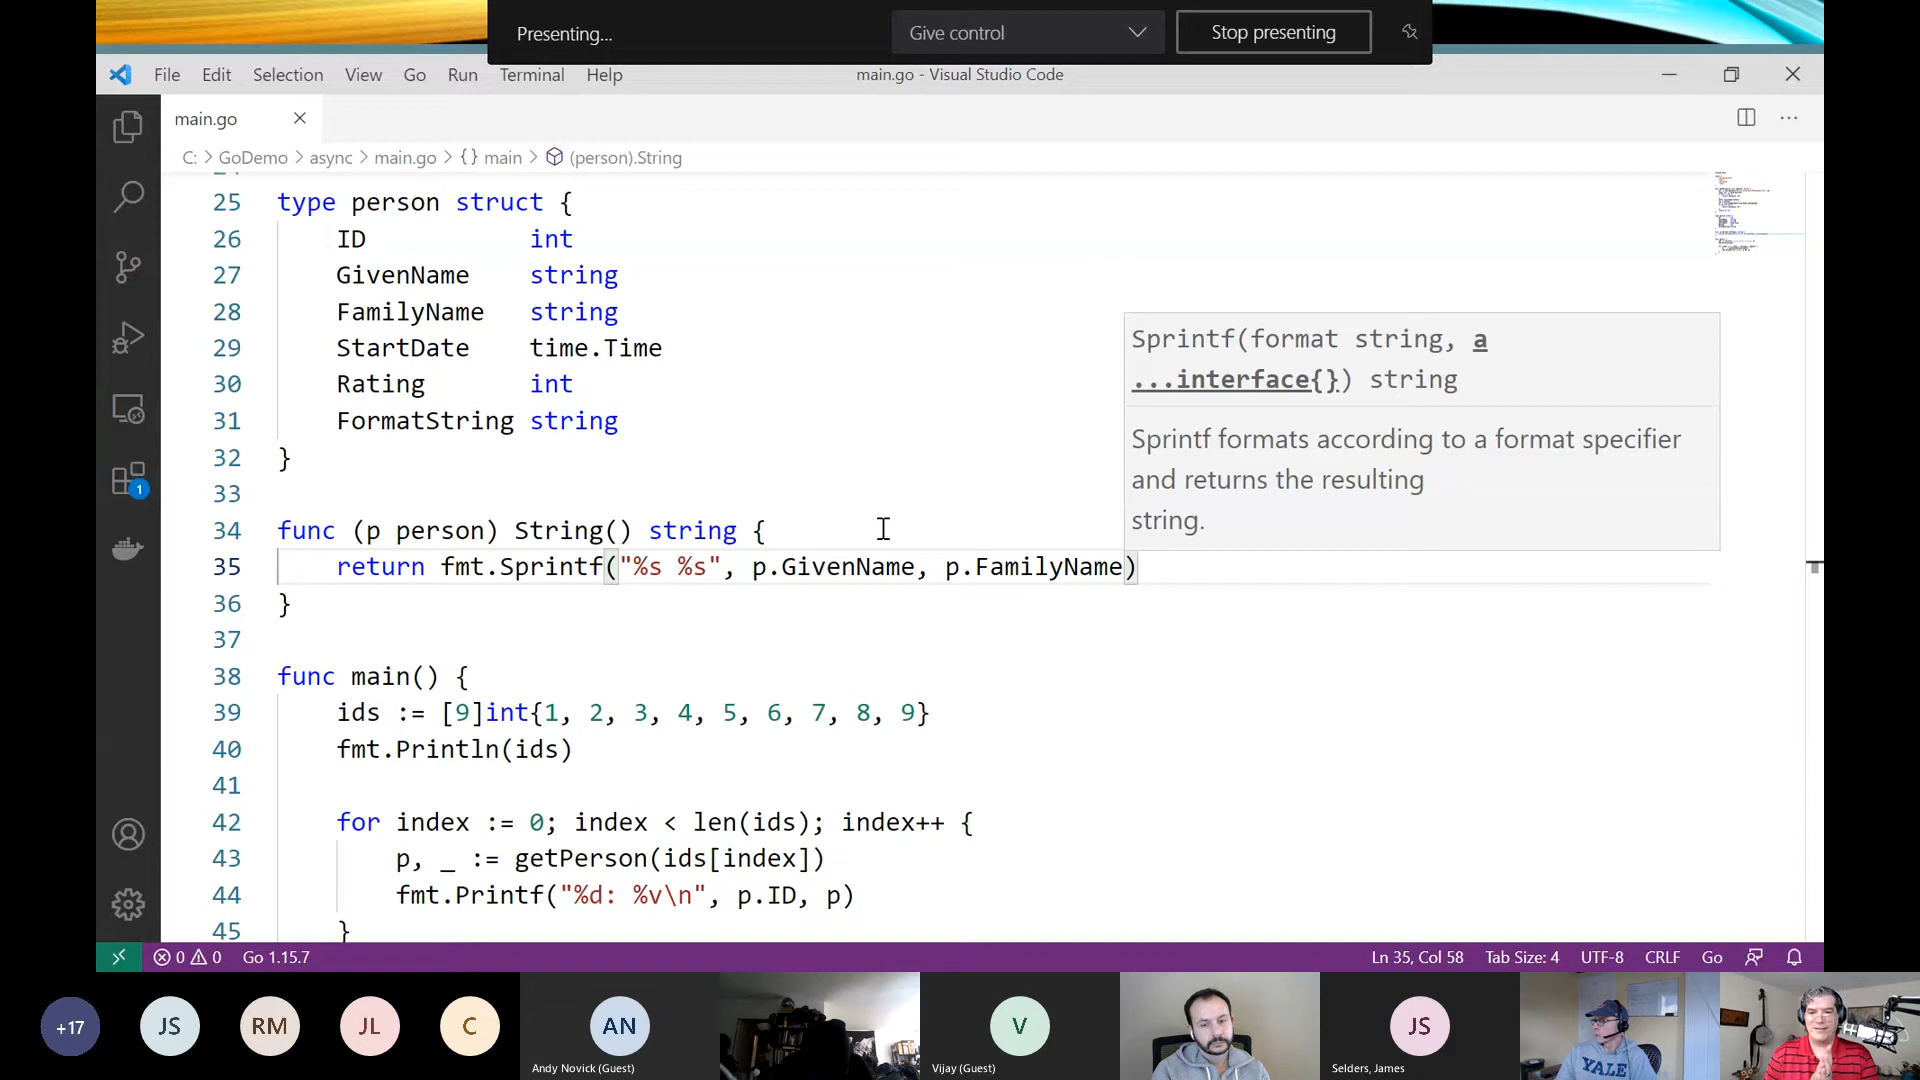 Presenting...
Give control
Stop presenting
File Edit Selection View Go Run Terminal Help
main.go - Visual Studio Code
main.go
C: > GoDemo > async > main.go > {} main > (person).String
25 type person struct {
26 ID int
27 GivenName string
28 FamilyName string
29 StartDate time.Time
30 Rating int
31 FormatString string
32 }
33
34 func (p person) String() string {
35 return fmt.Sprintf("%s %s", p.GivenName, p.FamilyName)
36 }
37
38 func main() {
39 ids := [9]int{1, 2, 3, 4, 5, 6, 7, 8, 9}
40 fmt.Println(ids)
41
42 for index := 0; index < len(ids); index++ {
43 p, _ := getPerson(ids[index])
44 fmt.Printf("%d: %v\n", p.ID, p)
45 }
Sprintf(format string, a
...interface{}) string
Sprintf formats according to a format specifier
and returns the resulting
string.
1
0 0 Go 1.15.7
Ln 35, Col 58 Tab Size: 4 UTF-8 CRLF Go
+17 JS RM JL C AN V JS
Andy Novick (Guest)
Vijay (Guest)
Selders, James
YALE